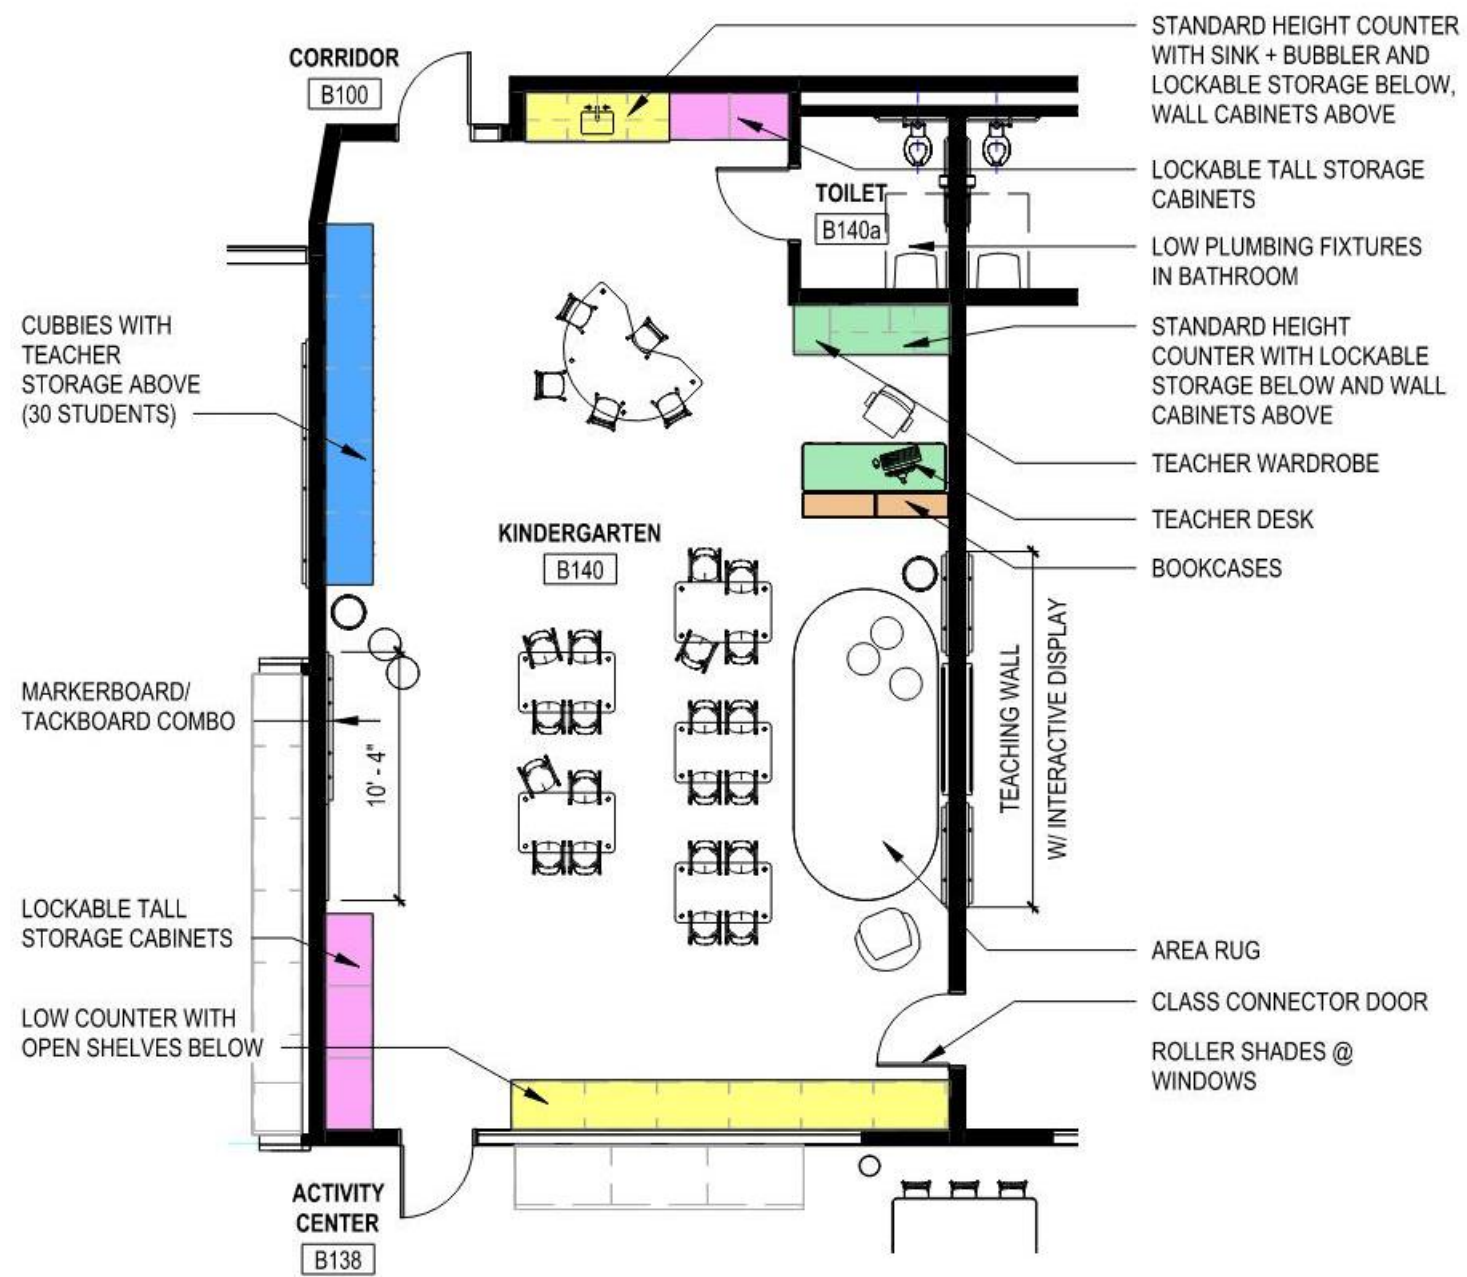 CORRIDOR
B100
STANDARD HEIGHT COUNTER
WITH SINK + BUBBLER AND
LOCKABLE STORAGE BELOW,
WALL CABINETS ABOVE
LOCKABLE TALL STORAGE
CABINETS
TOILET
B140a
LOW PLUMBING FIXTURES
IN BATHROOM
CUBBIES WITH
TEACHER
STORAGE ABOVE
(30 STUDENTS)
STANDARD HEIGHT
COUNTER WITH LOCKABLE
STORAGE BELOW AND WALL
CABINETS ABOVE
TEACHER WARDROBE
TEACHER DESK
KINDERGARTEN
B140
BOOKCASES
TEACHING WALL
W/ INTERACTIVE DISPLAY
MARKERBOARD/
TACKBOARD COMBO
10' - 4"
LOCKABLE TALL
STORAGE CABINETS
AREA RUG
CLASS CONNECTOR DOOR
LOW COUNTER WITH
OPEN SHELVES BELOW
ROLLER SHADES @
WINDOWS
ACTIVITY
CENTER
B138